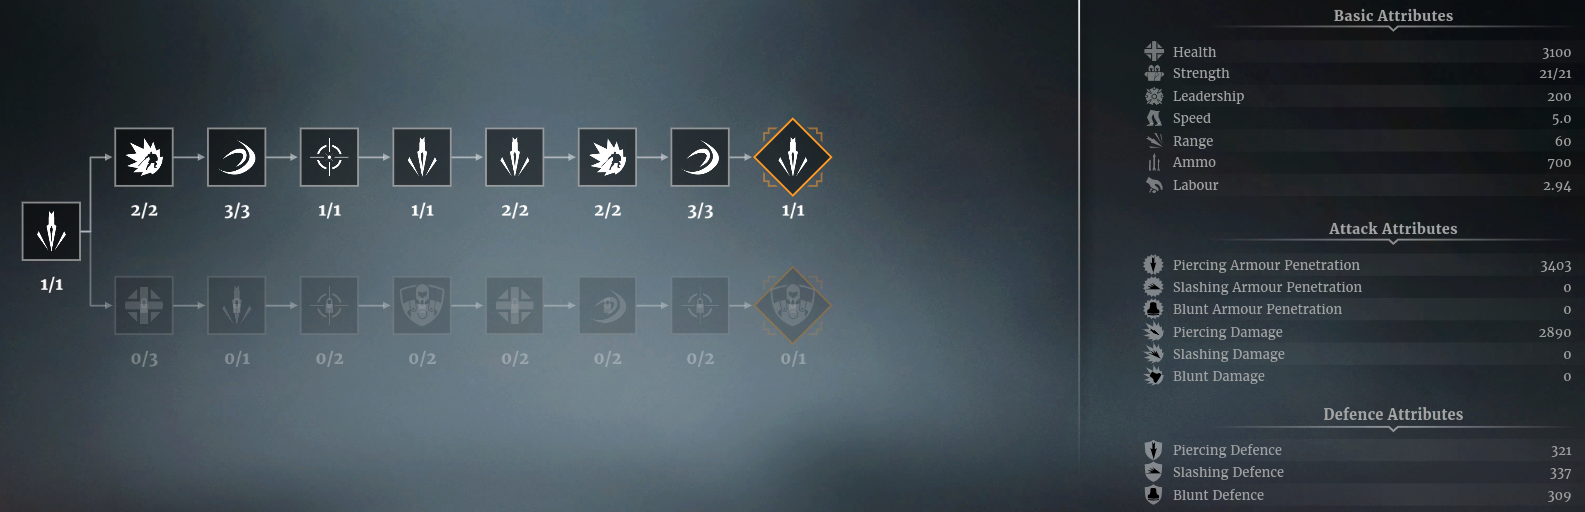 2/2 3/3 1/1 1/1 2/2 2/2 3/3 1/1
1/1
0/3 0/1 0/2 0/2 0/2 0/2 0/2 0/1
Basic Attributes
Health 3100
Strength 21/21
Leadership 200
Speed 5.0
Range 60
Ammo 700
Labour 2.94
Attack Attributes
Piercing Armour Penetration 3403
Slashing Armour Penetration 0
Blunt Armour Penetration 0
Piercing Damage 2890
Slashing Damage 0
Blunt Damage 0
Defence Attributes
Piercing Defence 321
Slashing Defence 337
Blunt Defence 309